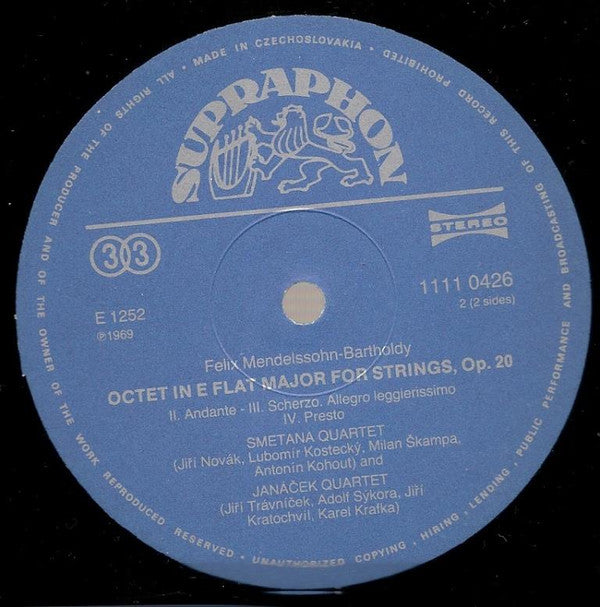 MADE IN CZECHOSLOVAKIA • PROHIBITED
ALL RIGHTS OF THE PRODUCER AND OF THE OWNER OF THE WORK REPRODUCED RESERVED • UNAUTHORIZED COPYING, HIRING, LENDING, PUBLIC PERFORMANCE AND BROADCASTING OF THIS RECORD
SUPRAPHON
33
STEREO
E 1252
℗1969
1111 0426
2 (2 sides)
Felix Mendelssohn-Bartholdy
OCTET IN E FLAT MAJOR FOR STRINGS, Op. 20
II. Andante - III. Scherzo. Allegro leggierissimo
IV. Presto
SMETANA QUARTET
(Jiří Novák, Lubomír Kostecký, Milan Škampa,
Antonín Kohout) and
JANÁČEK QUARTET
(Jiří Trávníček, Adolf Sýkora, Jiří
Kratochvíl, Karel Krafka)